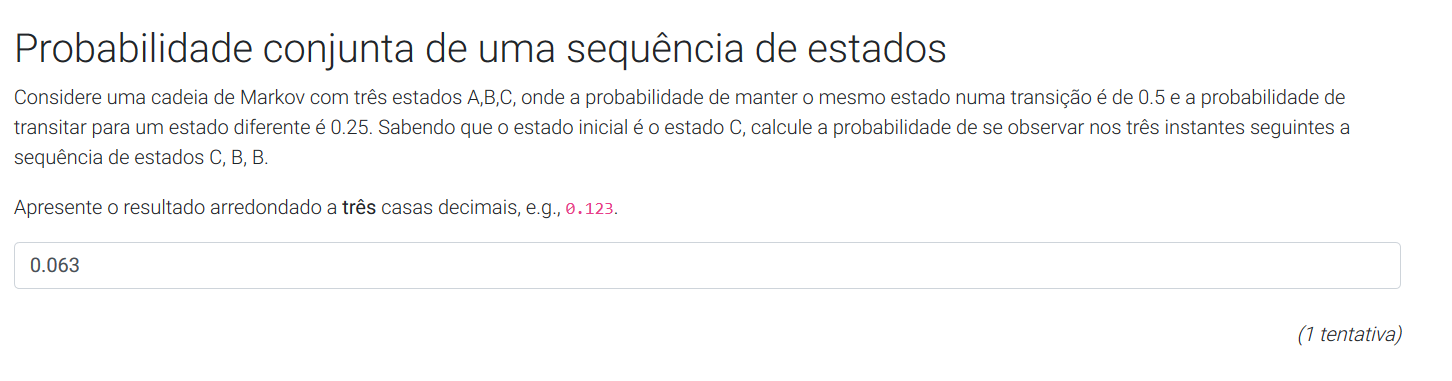 Probabilidade conjunta de uma sequência de estados
Considere uma cadeia de Markov com três estados A,B,C, onde a probabilidade de manter o mesmo estado numa transição é de 0.5 e a probabilidade de
transitar para um estado diferente é 0.25. Sabendo que o estado inicial é o estado C, calcule a probabilidade de se observar nos três instantes seguintes a
sequência de estados C, B, B.
Apresente o resultado arredondado a três casas decimais, e.g., 0.123.
0.063
(1 tentativa)